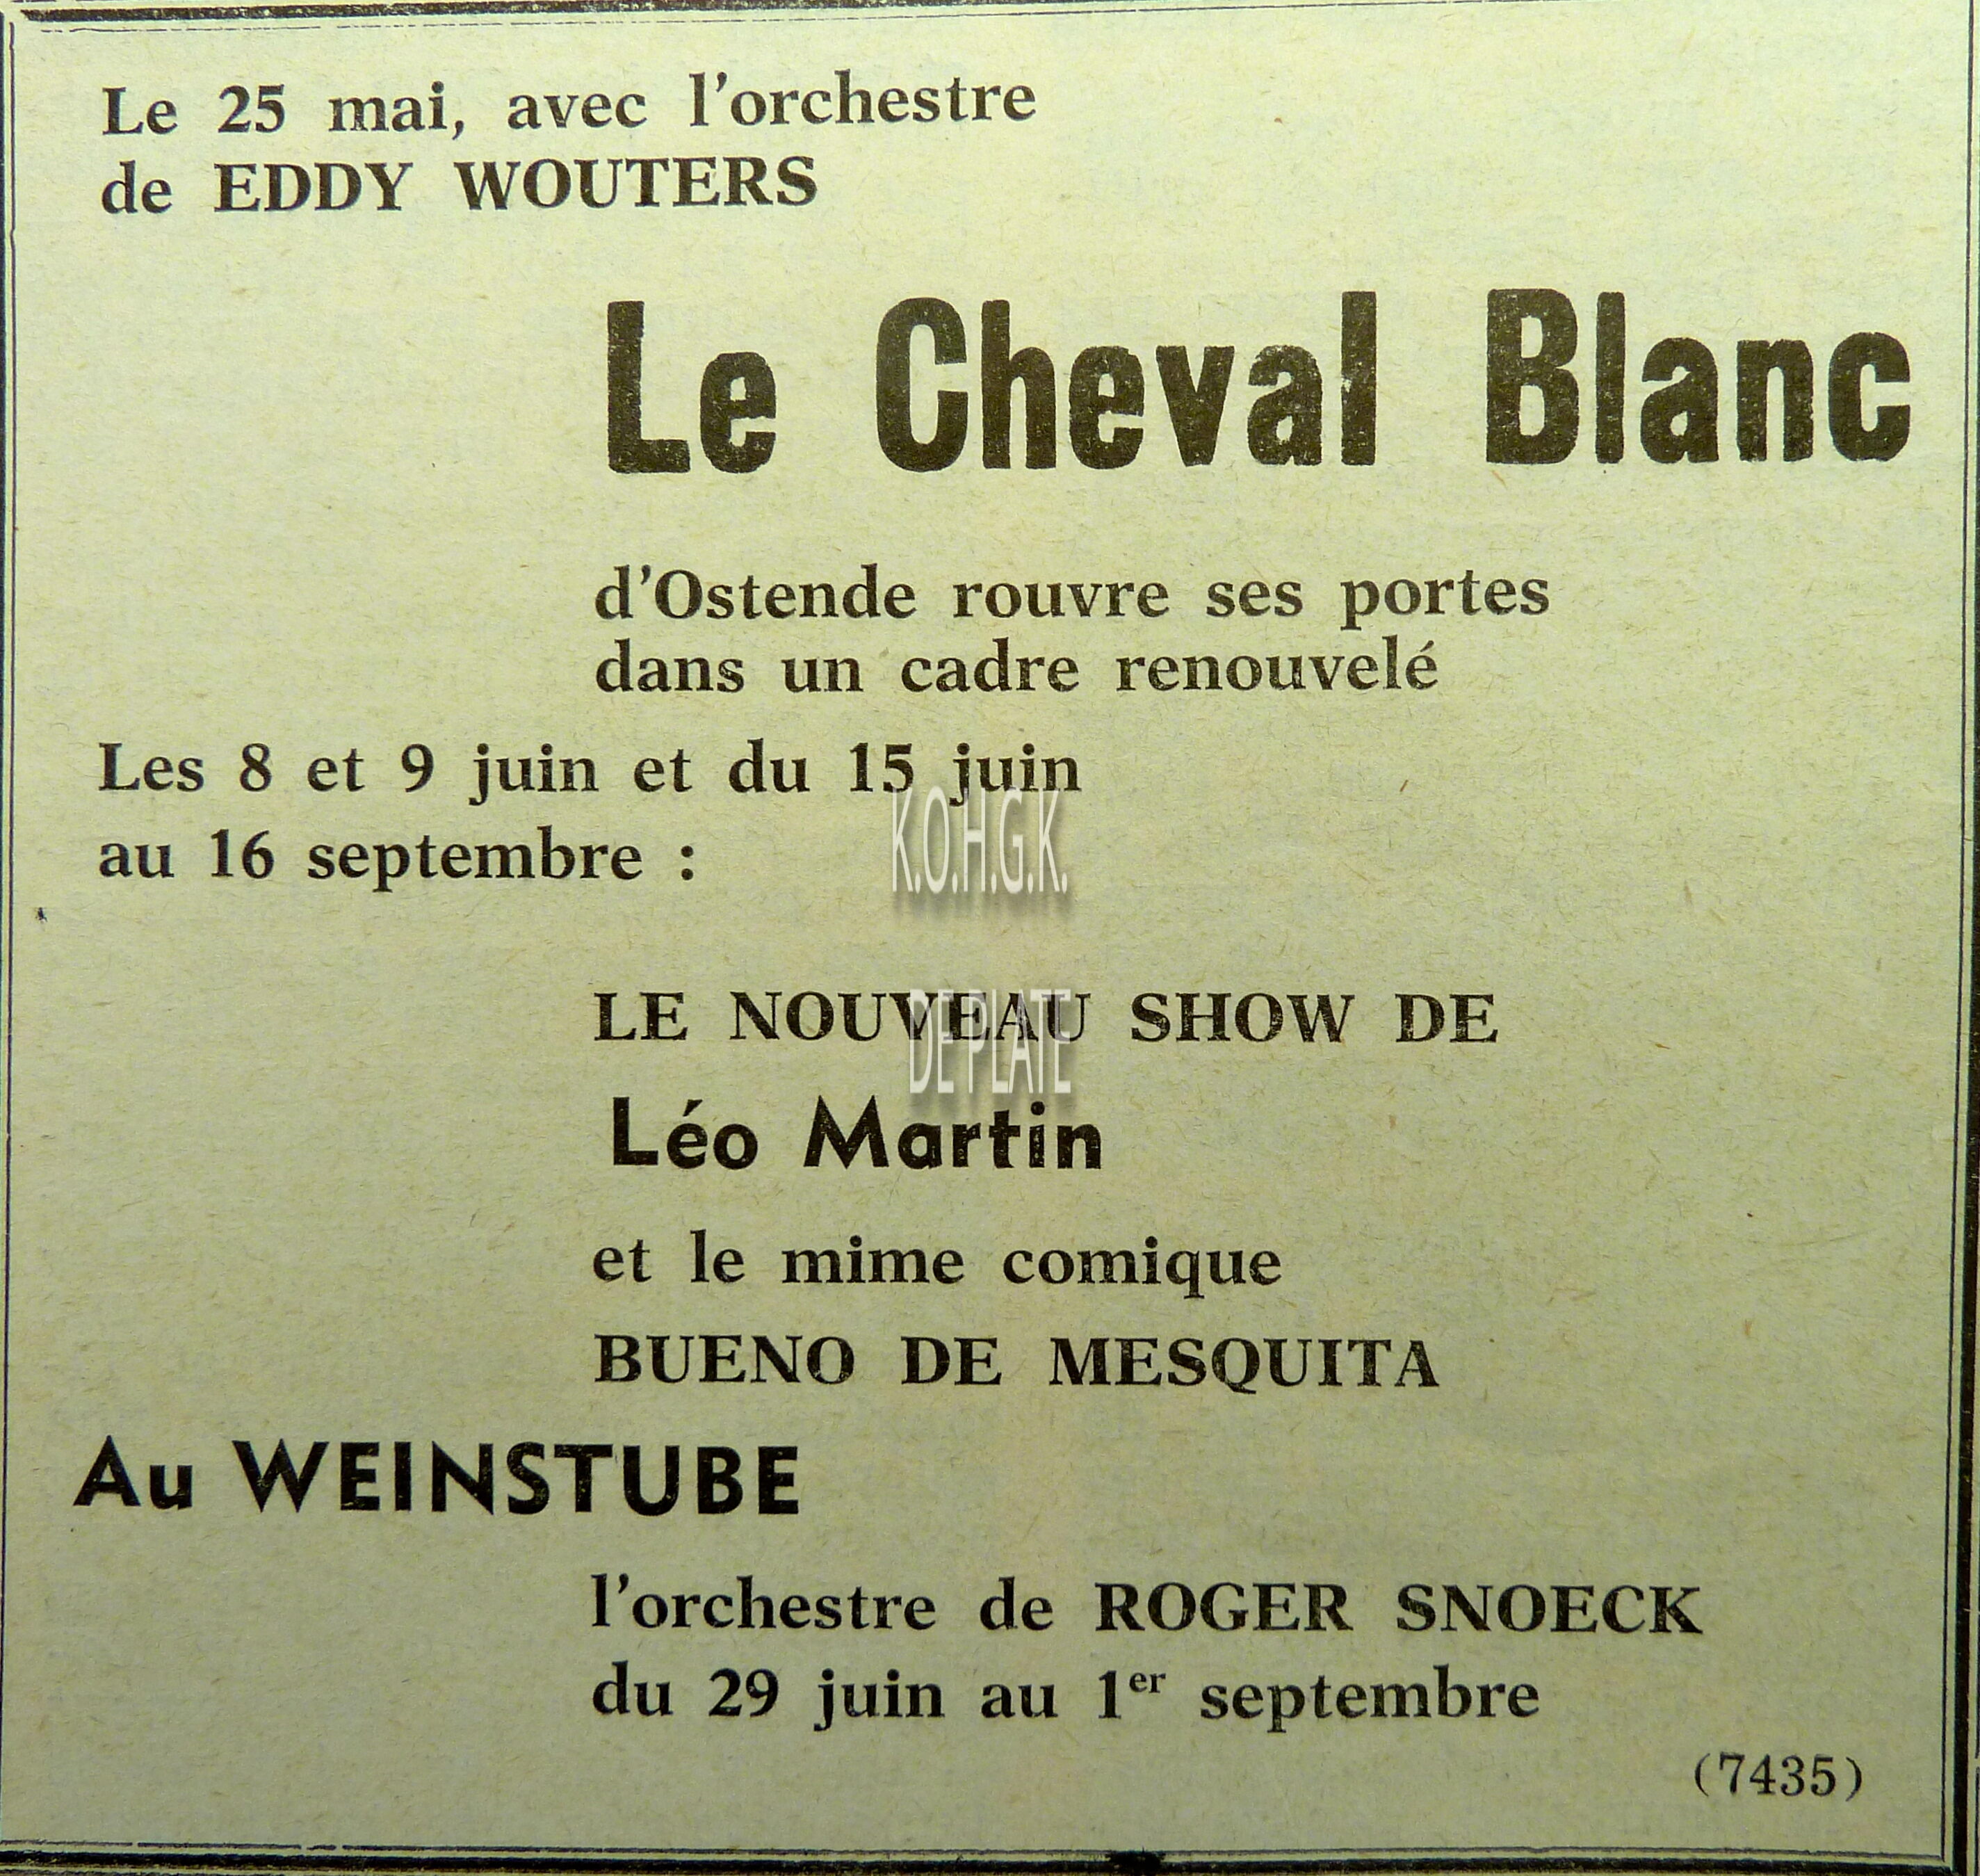 Le 25 mai, avec l'orchestre
de EDDY WOUTERS
Le Cheval Blanc
d'Ostende rouvre ses portes
dans un cadre renouvelé
Les 8 et 9 juin et du 15 juin
au 16 septembre :
K.O.H.G.K.
LE NOUVEAU SHOW DE
DE PLATE
Léo Martin
et le mime comique
BUENO DE MESQUITA
Au WEINSTUBE
l'orchestre de ROGER SNOECK
du 29 juin au 1er septembre
(7435)